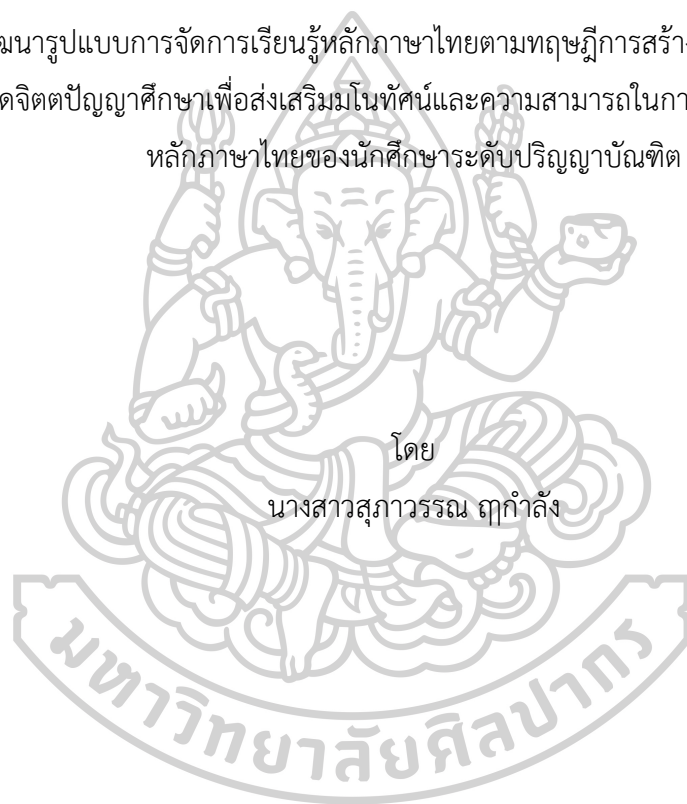 ฒนารูปแบบการจัดการเรียนรู้หลักภาษาไทยตามทฤษฎีการสร้าง
ดจิตตปัญญาศึกษาเพื่อส่งเสริมมโนทัศน์และความสามารถในกา
หลักภาษาไทยของนักศึกษาระดับปริญญาบัณฑิต
โดย
นางสาวสุภาวรรณ ฤๅกำลัง
มหาวิทยาลัยศิลปากร